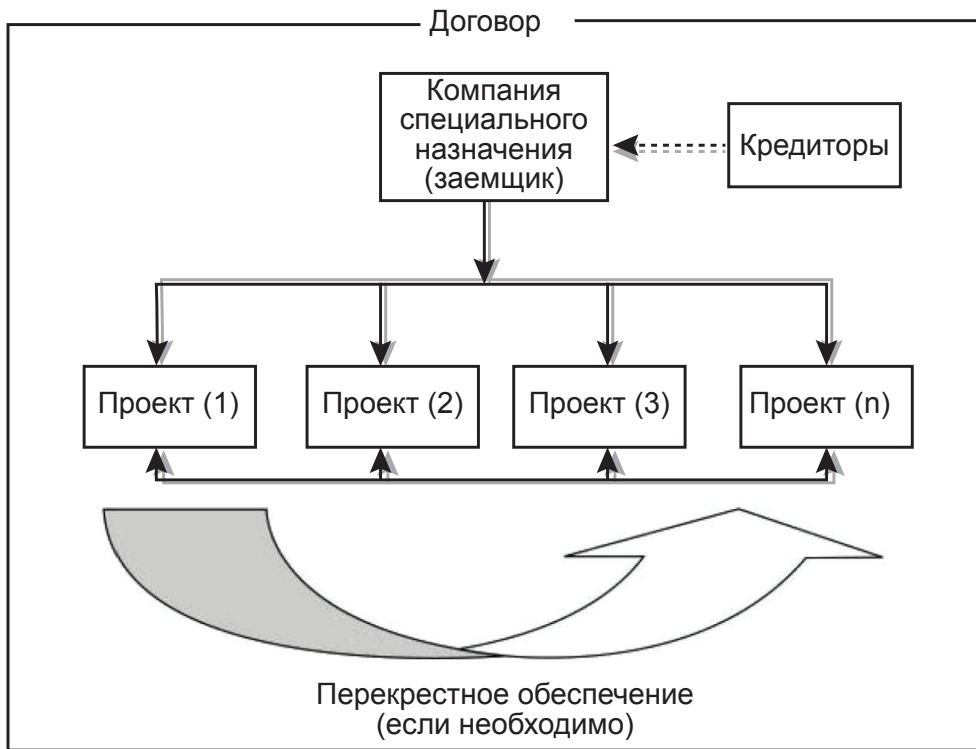 Договор
Компания
специального
назначения
(заемщик)
Кредиторы
Проект (1)
Проект (2)
Проект (3)
Проект (n)
Перекрестное обеспечение
(если необходимо)